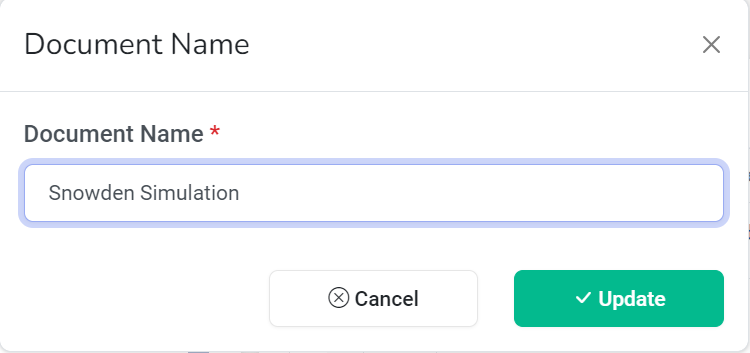 Document Name
Document Name *
Snowden Simulation
Cancel
Update